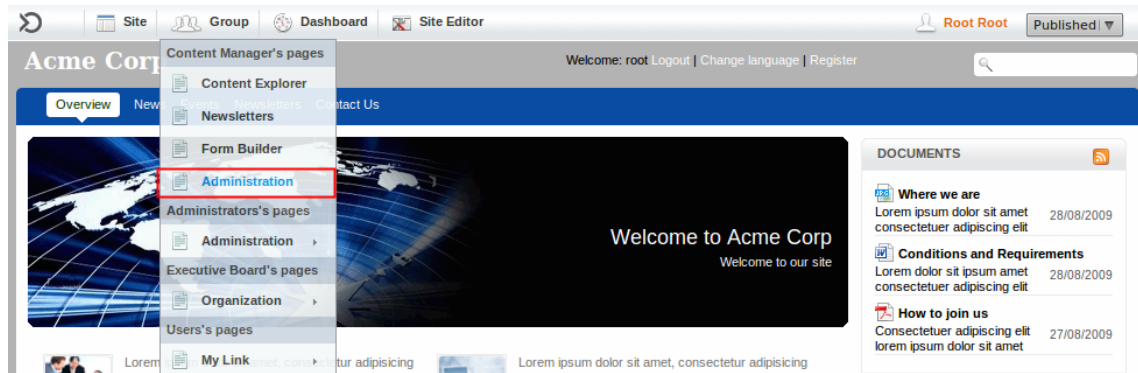 Site Group Dashboard Site Editor Root Root Published
Acme Corp
Welcome: root Logout | Change language | Register
Overview News Events Newsletters Contact Us
Content Manager's pages
Content Explorer
Newsletters
Form Builder
Administration
Administrators's pages
Administration
Executive Board's pages
Organization
Users's pages
My Link
Welcome to Acme Corp
Welcome to our site
DOCUMENTS
Where we are
Lorem ipsum dolor sit amet
consectetuer adipiscing elit
28/08/2009
Conditions and Requirements
Lorem dolor sit ipsum amet
consectetuer adipiscing elit
28/08/2009
How to join us
Consectetuer adipiscing elit
lorem ipsum dolor sit amet
27/08/2009
Lorem amet, consectetur adipisicing
Lorem ipsum dolor sit amet, consectetur adipisicing